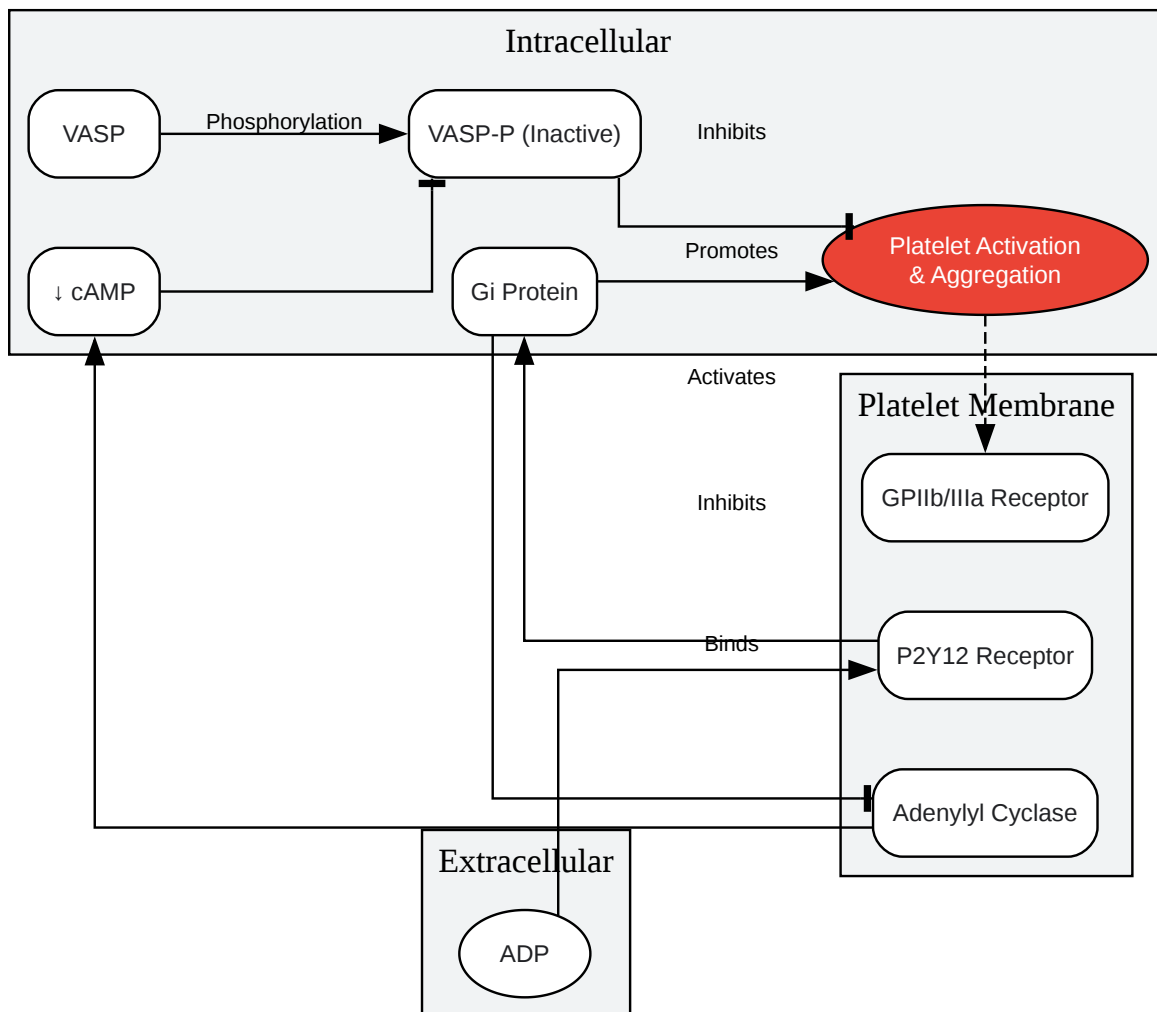 Intracellular
VASP
Phosphorylation
VASP-P (Inactive)
Inhibits
↓ cAMP
Gi Protein
Promotes
Platelet Activation
& Aggregation
Activates
Platelet Membrane
GPIIb/IIIa Receptor
Inhibits
Binds
P2Y12 Receptor
Adenylyl Cyclase
Extracellular
ADP